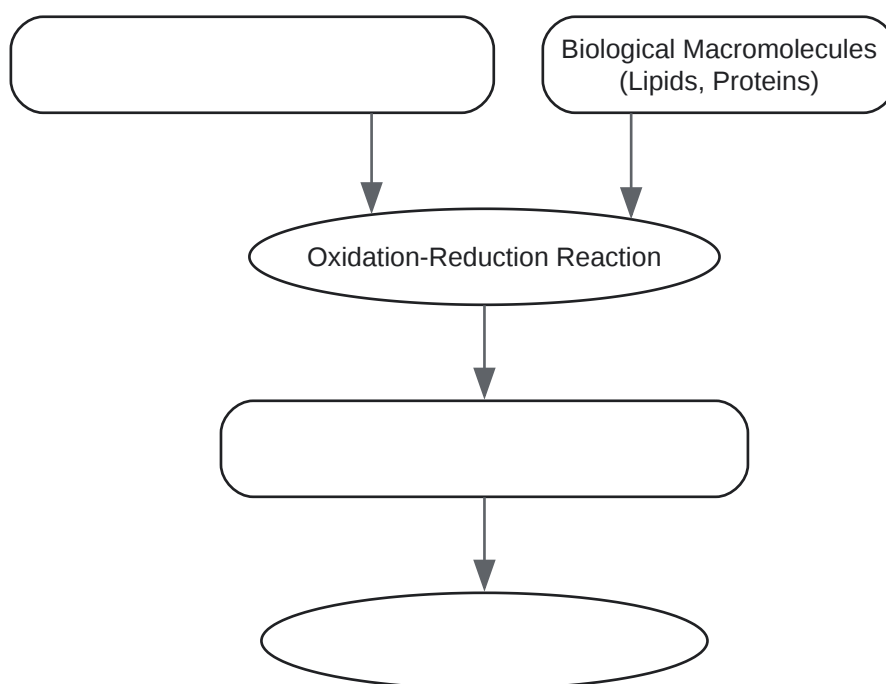 Biological Macromolecules
(Lipids, Proteins)
Oxidation-Reduction Reaction